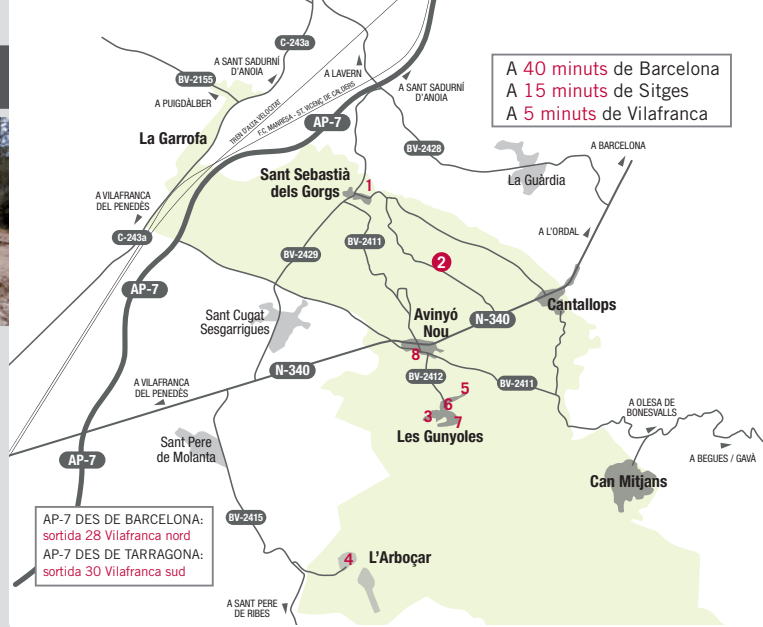 C-243a
A SANT SADURNÍ
D'ANOIA
A LAVERN
A 40 minuts de Barcelona
A 15 minuts de Sitges
A 5 minuts de Vilafranca
BV-2155
A SANT SADURNÍ
D'ANOIA
A PUIGDÀLBER
TREN D'ALTA VELOCITAT
F.C. MANRESA - ST. VICENÇ DE CALDERS
AP-7
La Garrofa
BV-2428
A BARCELONA
Sant Sebastià
dels Gorgs
1
La Guàrdia
A VILAFRANCA
DEL PENEDÈS
C-243a
BV-2411
BV-2429
A L'ORDAL
2
AP-7
Cantallops
Sant Cugat
Sesgarrigues
Avinyó
Nou
N-340
8
N-340
BV-2412
BV-2411
A VILAFRANCA
DEL PENEDÈS
5
6
3
7
Les Gunyoles
A OLESA DE
BONESVALLS
Sant Pere
de Molanta
A BEGUES / GAVÀ
AP-7
Can Mitjans
AP-7 DES DE BARCELONA:
sortida 28 Vilafranca nord
AP-7 DES DE TARRAGONA:
sortida 30 Vilafranca sud
BV-2415
4
L'Arboçar
A SANT PERE
DE RIBES